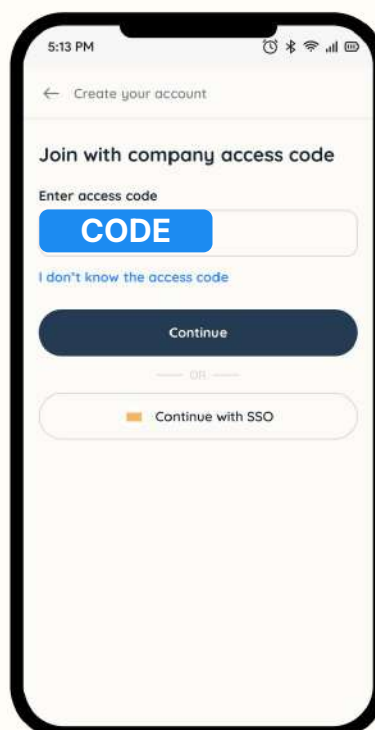 5:13 PM
← Create your account
Join with company access code
Enter access code
CODE
I don't know the access code
Continue
OR
Continue with SSO